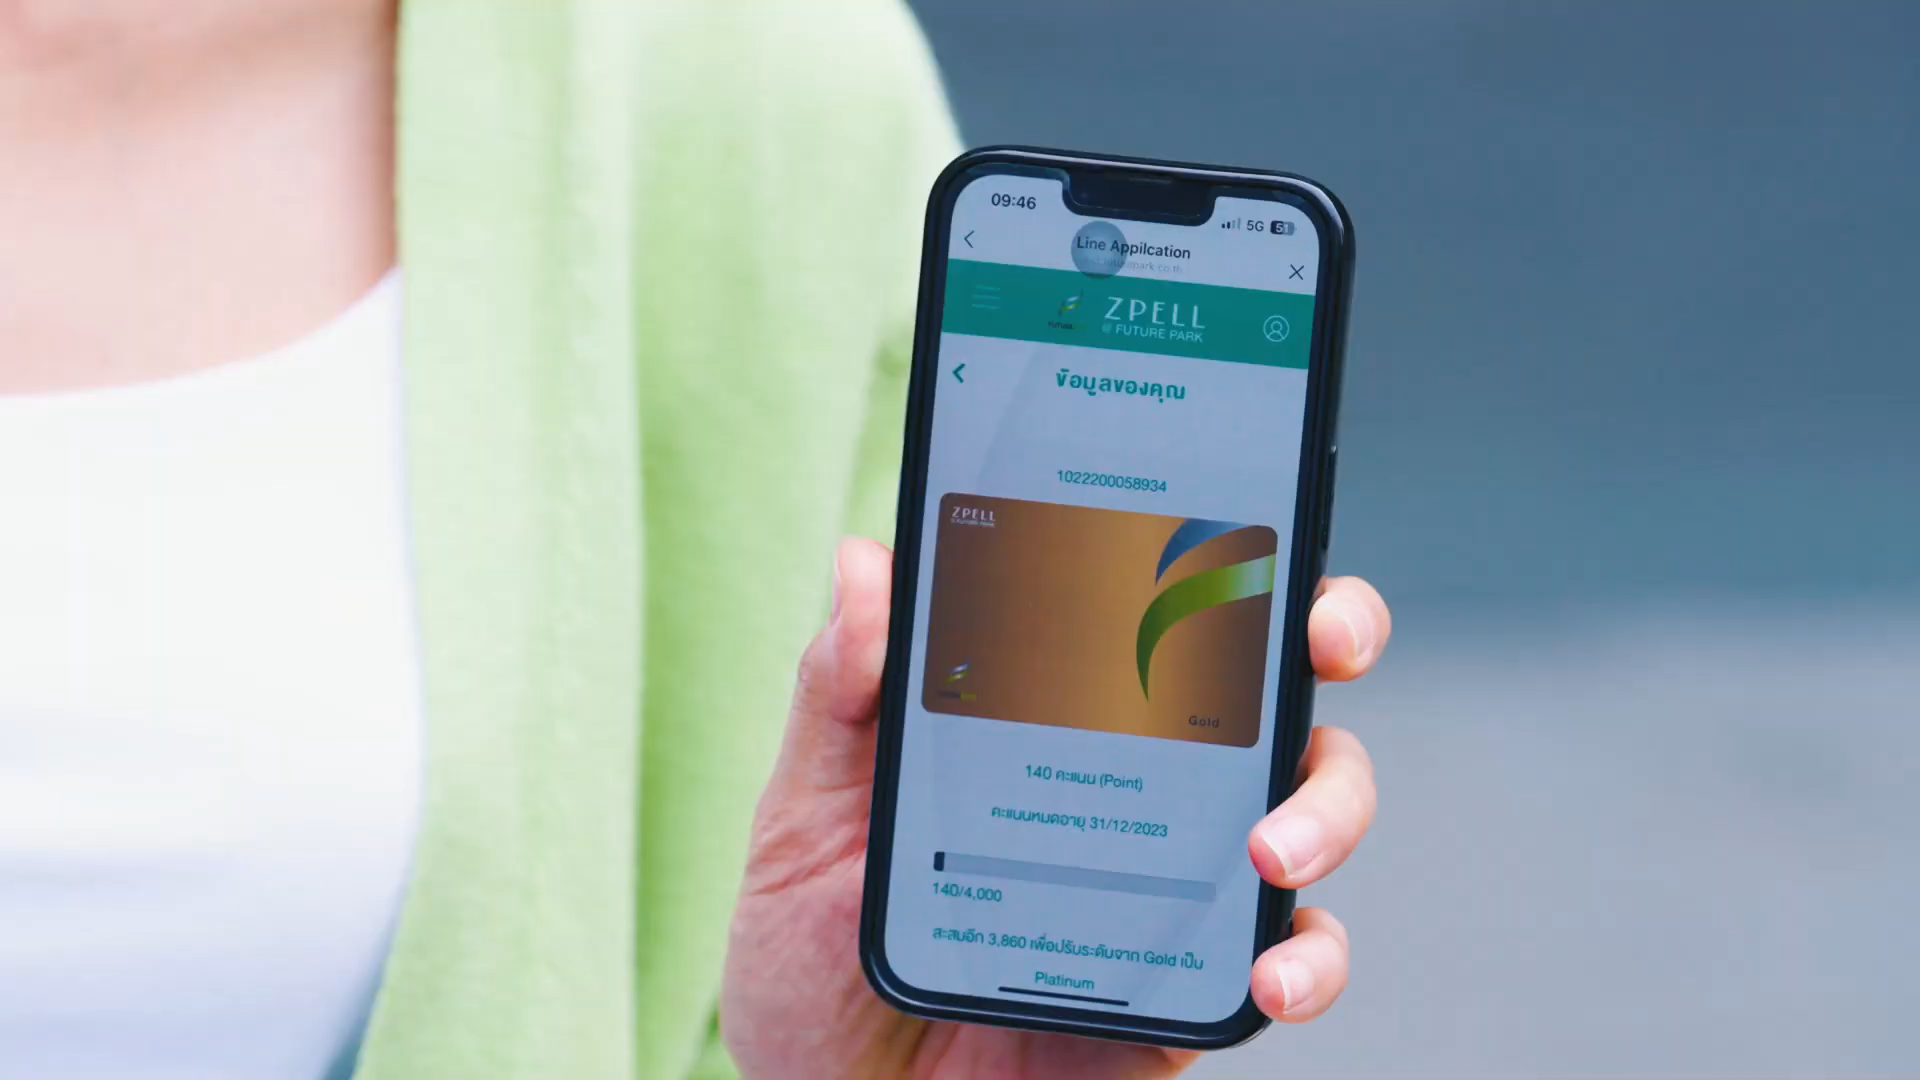 09:46
5G 51
Line Appilcation
ZPELL
@ FUTURE PARK
ข้อมูลของคุณ
1022200058934
ZPELL
@ FUTURE PARK
Gold
140 คะแนน (Point)
คะแนนหมดอายุ 31/12/2023
140/4,000
สะสมอีก 3,860 เพื่อปรับระดับจาก Gold เป็น
Platinum